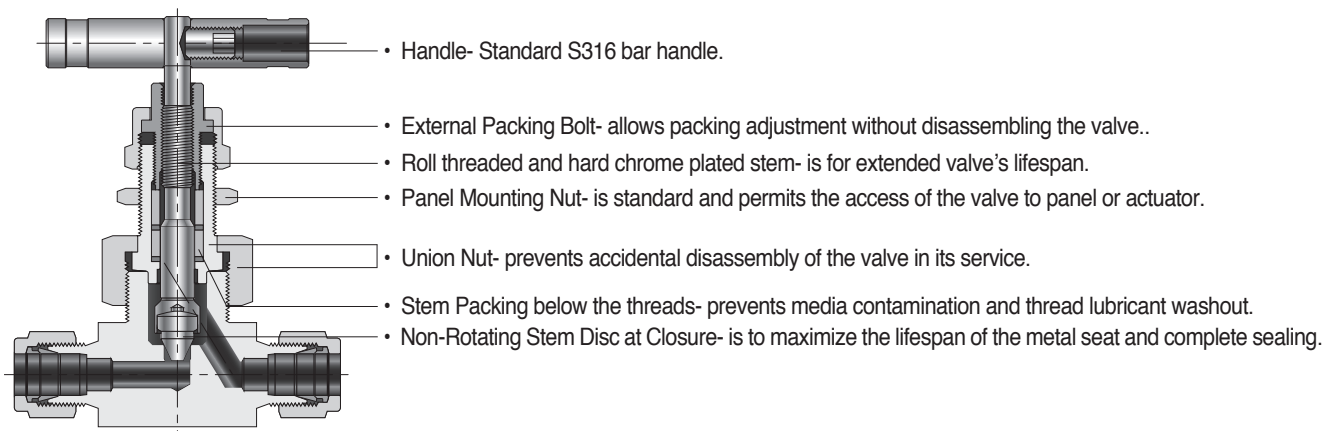 • Handle- Standard S316 bar handle.
• External Packing Bolt- allows packing adjustment without disassembling the valve..
• Roll threaded and hard chrome plated stem- is for extended valve's lifespan.
• Panel Mounting Nut- is standard and permits the access of the valve to panel or actuator.
• Union Nut- prevents accidental disassembly of the valve in its service.
• Stem Packing below the threads- prevents media contamination and thread lubricant washout.
• Non-Rotating Stem Disc at Closure- is to maximize the lifespan of the metal seat and complete sealing.